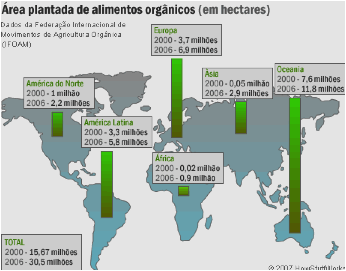 Área plantada de alimentos orgânicos (em hectares)
Dados da Federação Internacional de
Movimentos de Agricultura Orgânica
(IFOAM)
Europa
2000 - 3,7 milhões
2006 - 6,9 milhões
América do Norte
2000 - 1 milhão
2006 - 2,2 milhões
Ásia
2000 - 0,05 milhão
2006 - 2,9 milhões
Oceania
2000 - 7,6 milhões
2006 - 11,8 milhões
América Latina
2000 - 3,3 milhões
2006 - 5,8 milhões
África
2000 - 0,02 milhão
2006 - 0,9 milhão
TOTAL
2000 - 15,67 milhões
2006 - 30,5 milhões
© 2007 HowStuffWorks